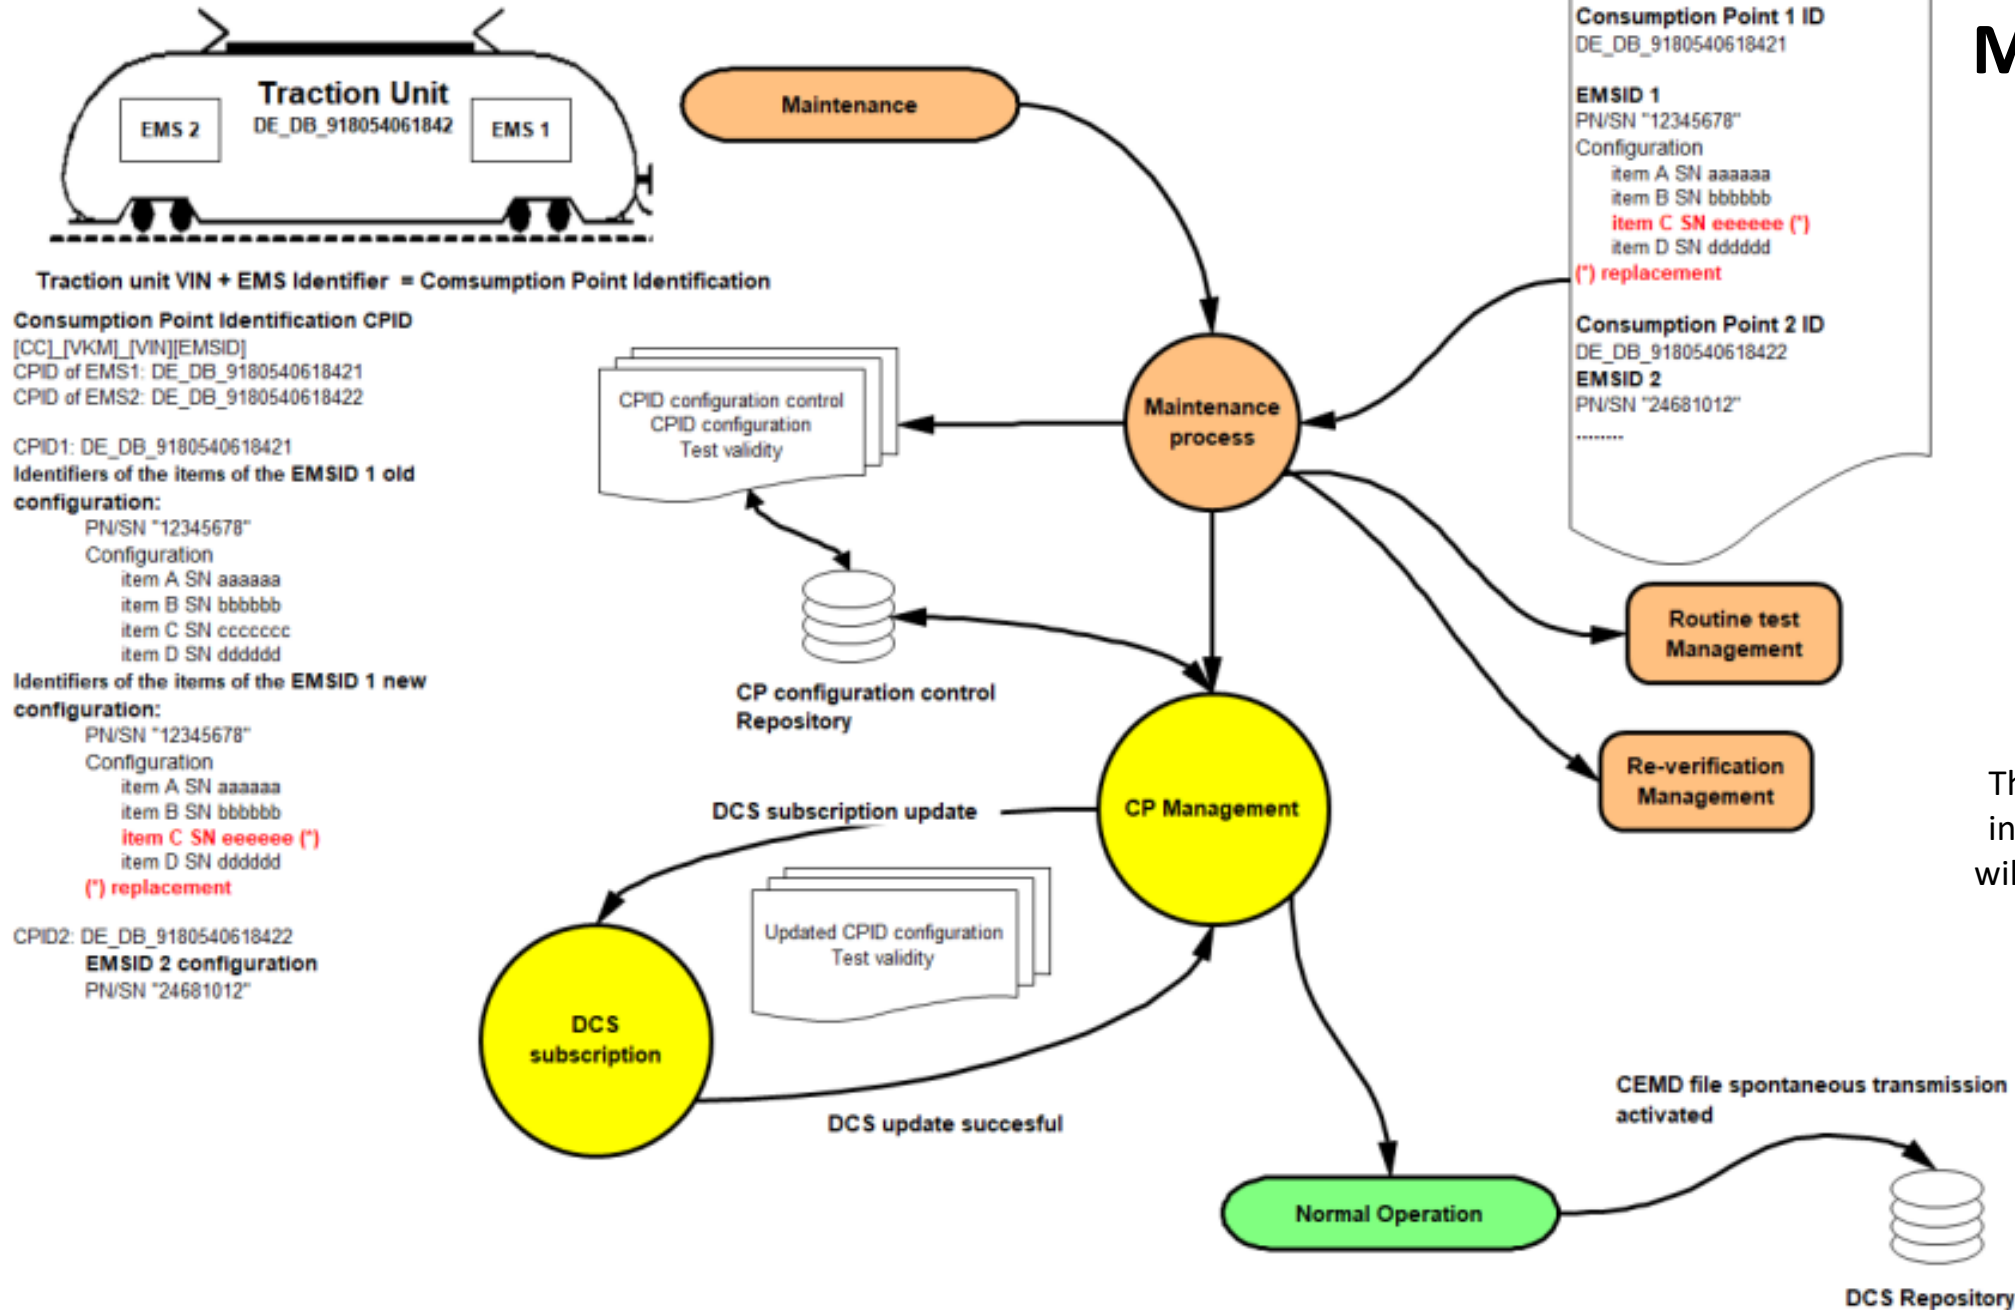 Traction Unit
DE_DB_918054061842
EMS 2
EMS 1
Traction unit VIN + EMS Identifier = Comsumption Point Identification
Consumption Point Identification CPID
[CC]_[VKM]_[VIN][EMSID]
CPID of EMS1: DE_DB_9180540618421
CPID of EMS2: DE_DB_9180540618422
CPID1: DE_DB_9180540618421
Identifiers of the items of the EMSID 1 old
configuration:
PN/SN "12345678"
Configuration
item A SN aaaaaa
item B SN bbbbbb
item C SN ccccccc
item D SN dddddd
Identifiers of the items of the EMSID 1 new
configuration:
PN/SN "12345678"
Configuration
item A SN aaaaaa
item B SN bbbbbb
item C SN eeeeee (*)
item D SN dddddd
(*) replacement
CPID2: DE_DB_9180540618422
EMSID 2 configuration
PN/SN "24681012"
Maintenance
Maintenance
process
CPID configuration control
CPID configuration
Test validity
CP configuration control
Repository
CP Management
DCS subscription update
Updated CPID configuration
Test validity
DCS
subscription
DCS update succesful
Consumption Point 1 ID
DE_DB_9180540618421
EMSID 1
PN/SN "12345678"
Configuration
item A SN aaaaaa
item B SN bbbbbb
item C SN eeeeee (*)
item D SN dddddd
(*) replacement
Consumption Point 2 ID
DE_DB_9180540618422
EMSID 2
PN/SN "24681012"
........
Routine test
Management
Re-verification
Management
Normal Operation
CEMD file spontaneous transmission
activated
DCS Repository